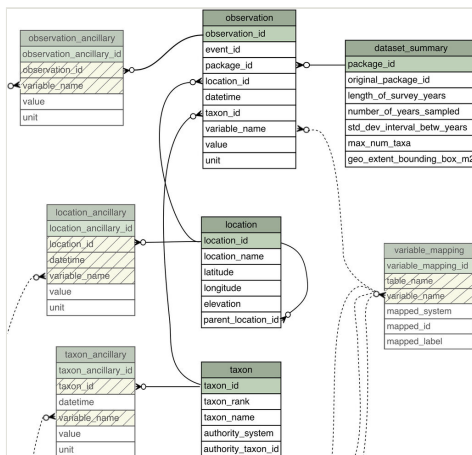 observation_ancillary
observation_ancillary_id
observation_id
variable_name
value
unit
observation
observation_id
event_id
package_id
location_id
datetime
taxon_id
variable_name
value
unit
dataset_summary
package_id
original_package_id
length_of_survey_years
number_of_years_sampled
std_dev_interval_betw_years
max_num_taxa
geo_extent_bounding_box_m2
location_ancillary
location_ancillary_id
location_id
datetime
variable_name
value
unit
location
location_id
location_name
latitude
longitude
elevation
parent_location_id
variable_mapping
variable_mapping_id
table_name
variable_name
mapped_system
mapped_id
mapped_label
taxon_ancillary
taxon_ancillary_id
taxon_id
datetime
variable_name
value
unit
taxon
taxon_id
taxon_rank
taxon_name
authority_system
authority_taxon_id